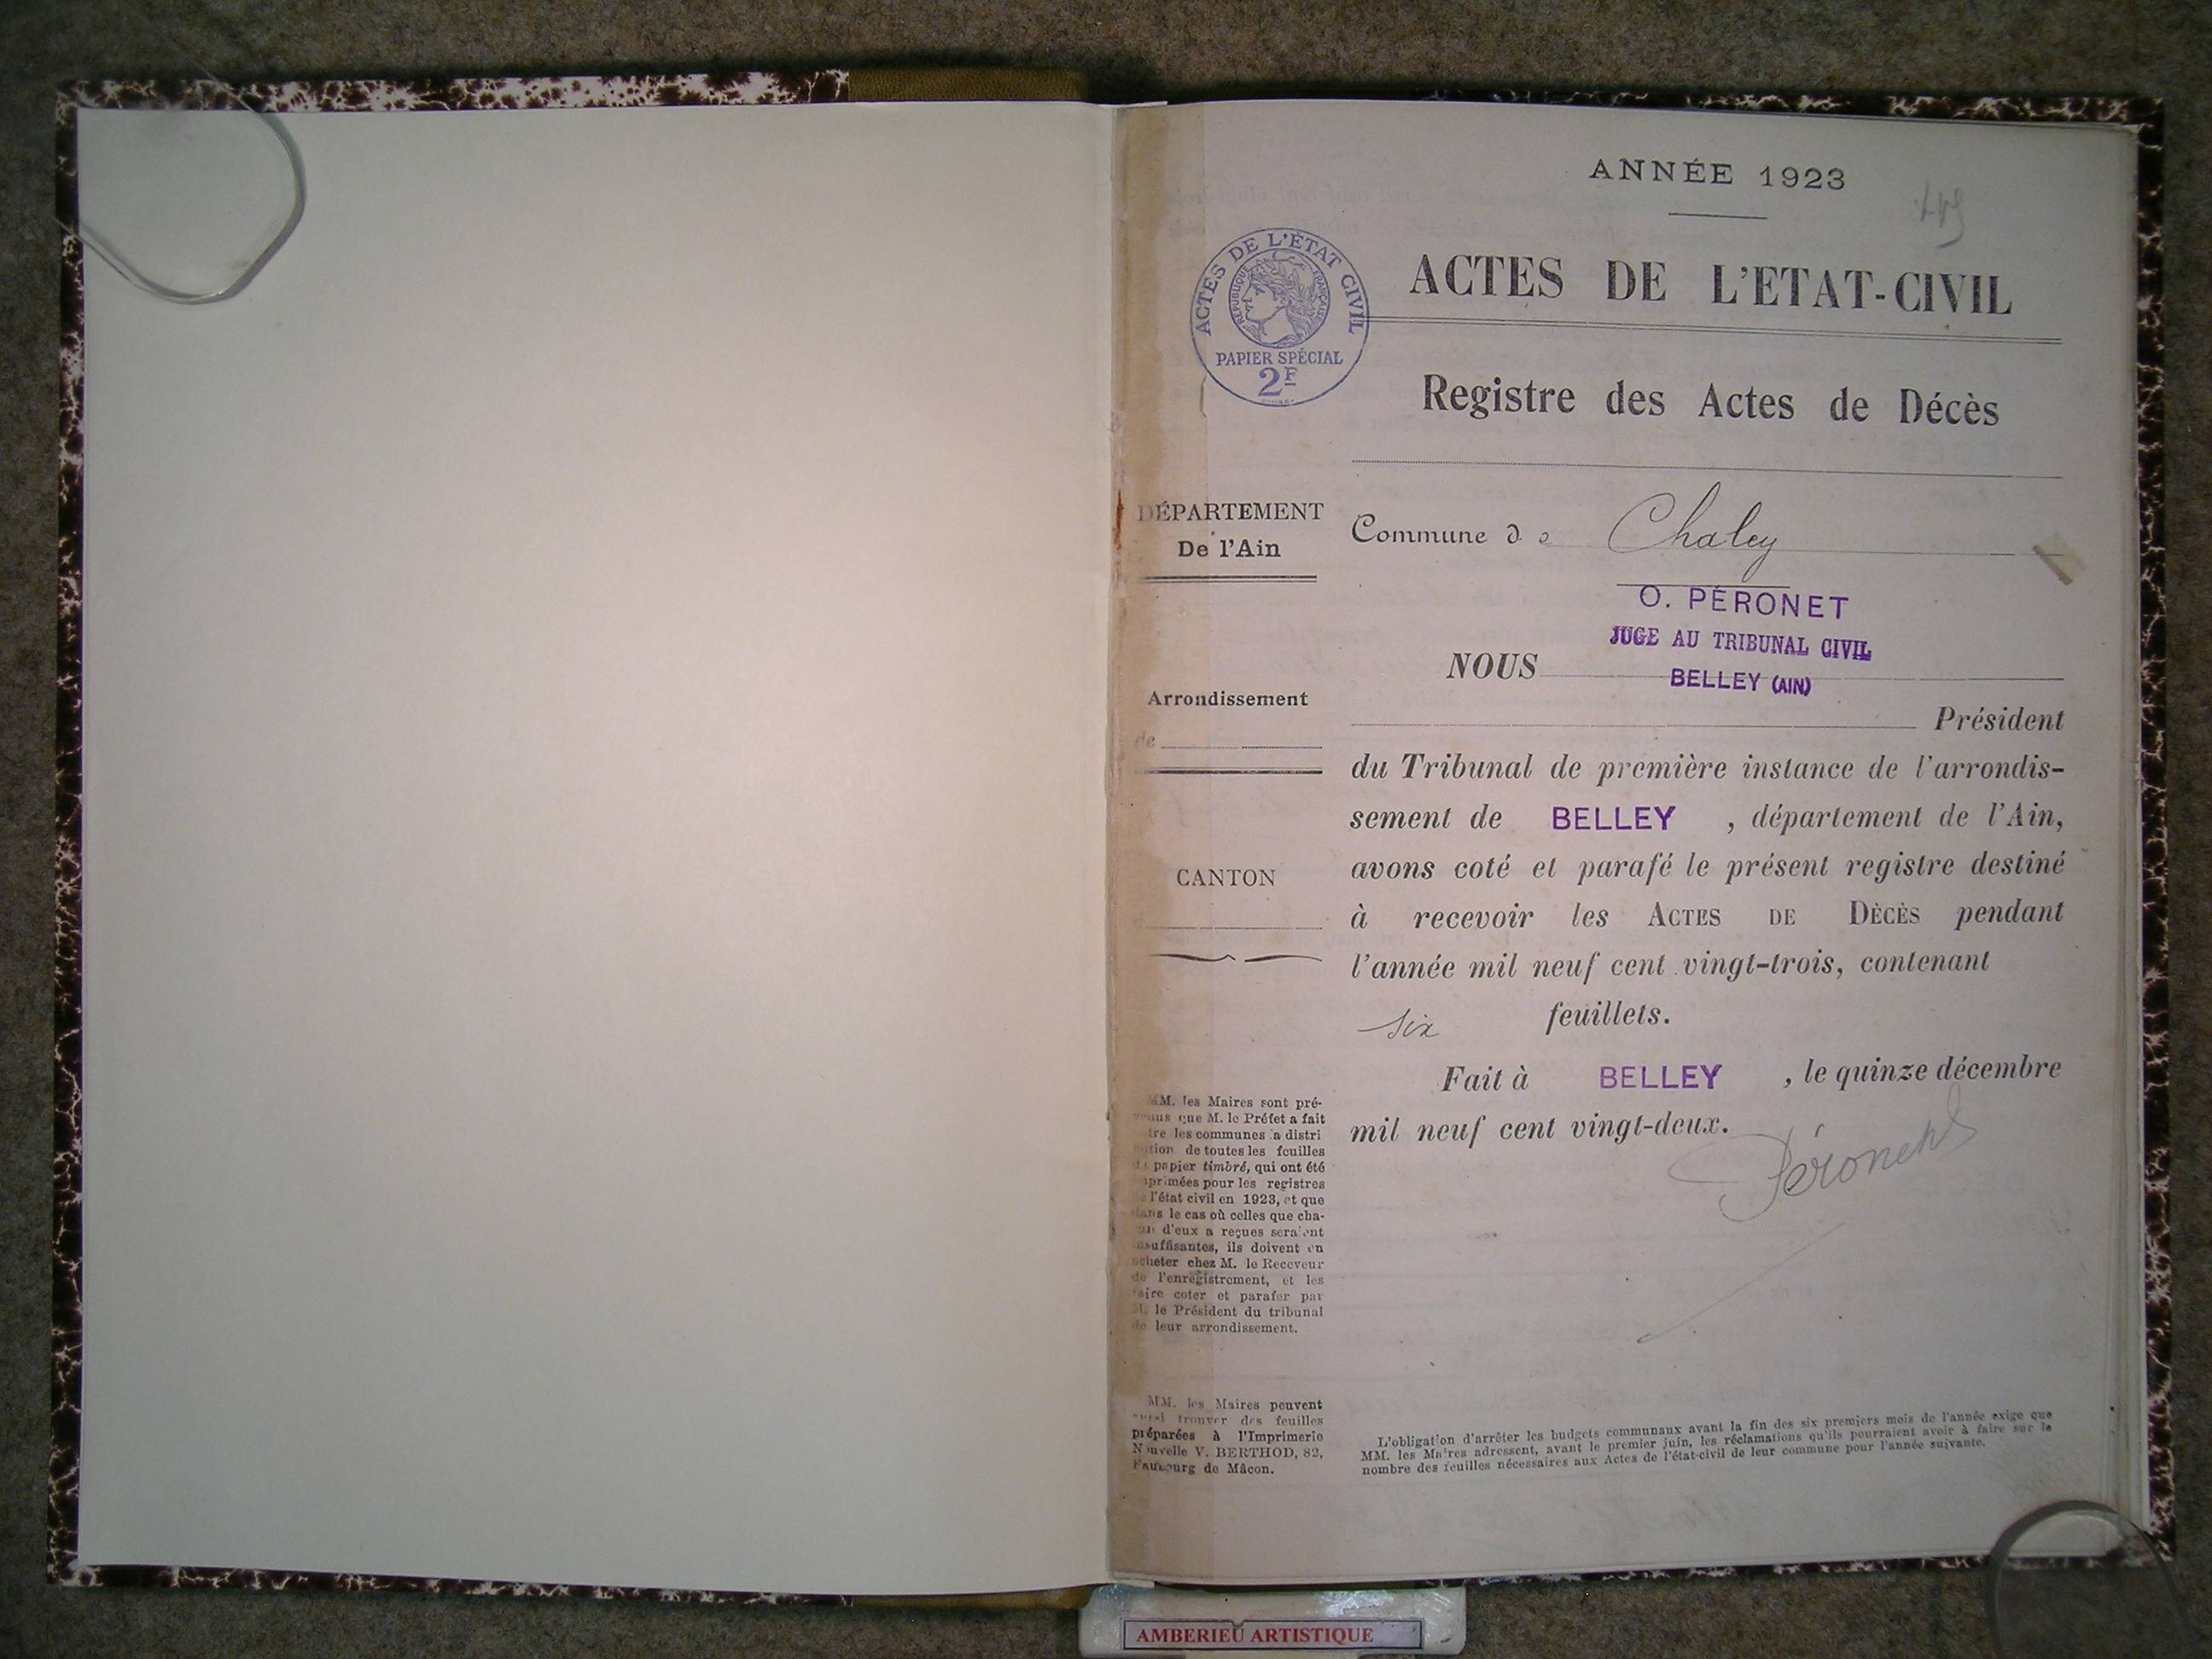 ANNÉE 1923
ACTES DE L'ÉTAT CIVIL
RÉPUBLIQUE FRANÇAISE
PAPIER SPÉCIAL
2F
ACTES DE L'ETAT-CIVIL
Registre des Actes de Décès
DÉPARTEMENT
De l'Ain
Arrondissement
de
CANTON
MM. les Maires sont pré-
que M. le Préfet a fait
les communes la distri
de toutes les feuilles
papier timbré, qui ont été
pour les registres
l'état civil en 1923, et que
dans le cas où celles que cha-
d'eux a reçues seraient
insuffisantes, ils doivent en
acheter chez M. le Receveur
de l'enregistrement, et les
faire coter et parafer par
M. le Président du tribunal
de leur arrondissement.
MM. les Maires peuvent
aussi trouver des feuilles
préparées à l'Imprimerie
Nouvelle V. BERTHOD, 82,
Faubourg de Mâcon.
Commune de Chaley
O. PÉRONET
JUGE AU TRIBUNAL CIVIL
NOUS BELLEY (AIN)
Président
du Tribunal de première instance de l'arrondis-
sement de BELLEY , département de l'Ain,
avons coté et parafé le présent registre destiné
à recevoir les ACTES DE DÈCÈS pendant
l'année mil neuf cent vingt-trois, contenant
six feuillets.
Fait à BELLEY , le quinze décembre
mil neuf cent vingt-deux.
Péronet
L'obligation d'arrêter les budgets communaux avant la fin des six premiers mois de l'année exige que
MM. les Maires adressent, avant le premier juin, les réclamations qu'ils pourraient avoir à faire sur le
nombre des feuilles nécessaires aux Actes de l'état-civil de leur commune pour l'année suivante.
AMBERIEU ARTISTIQUE